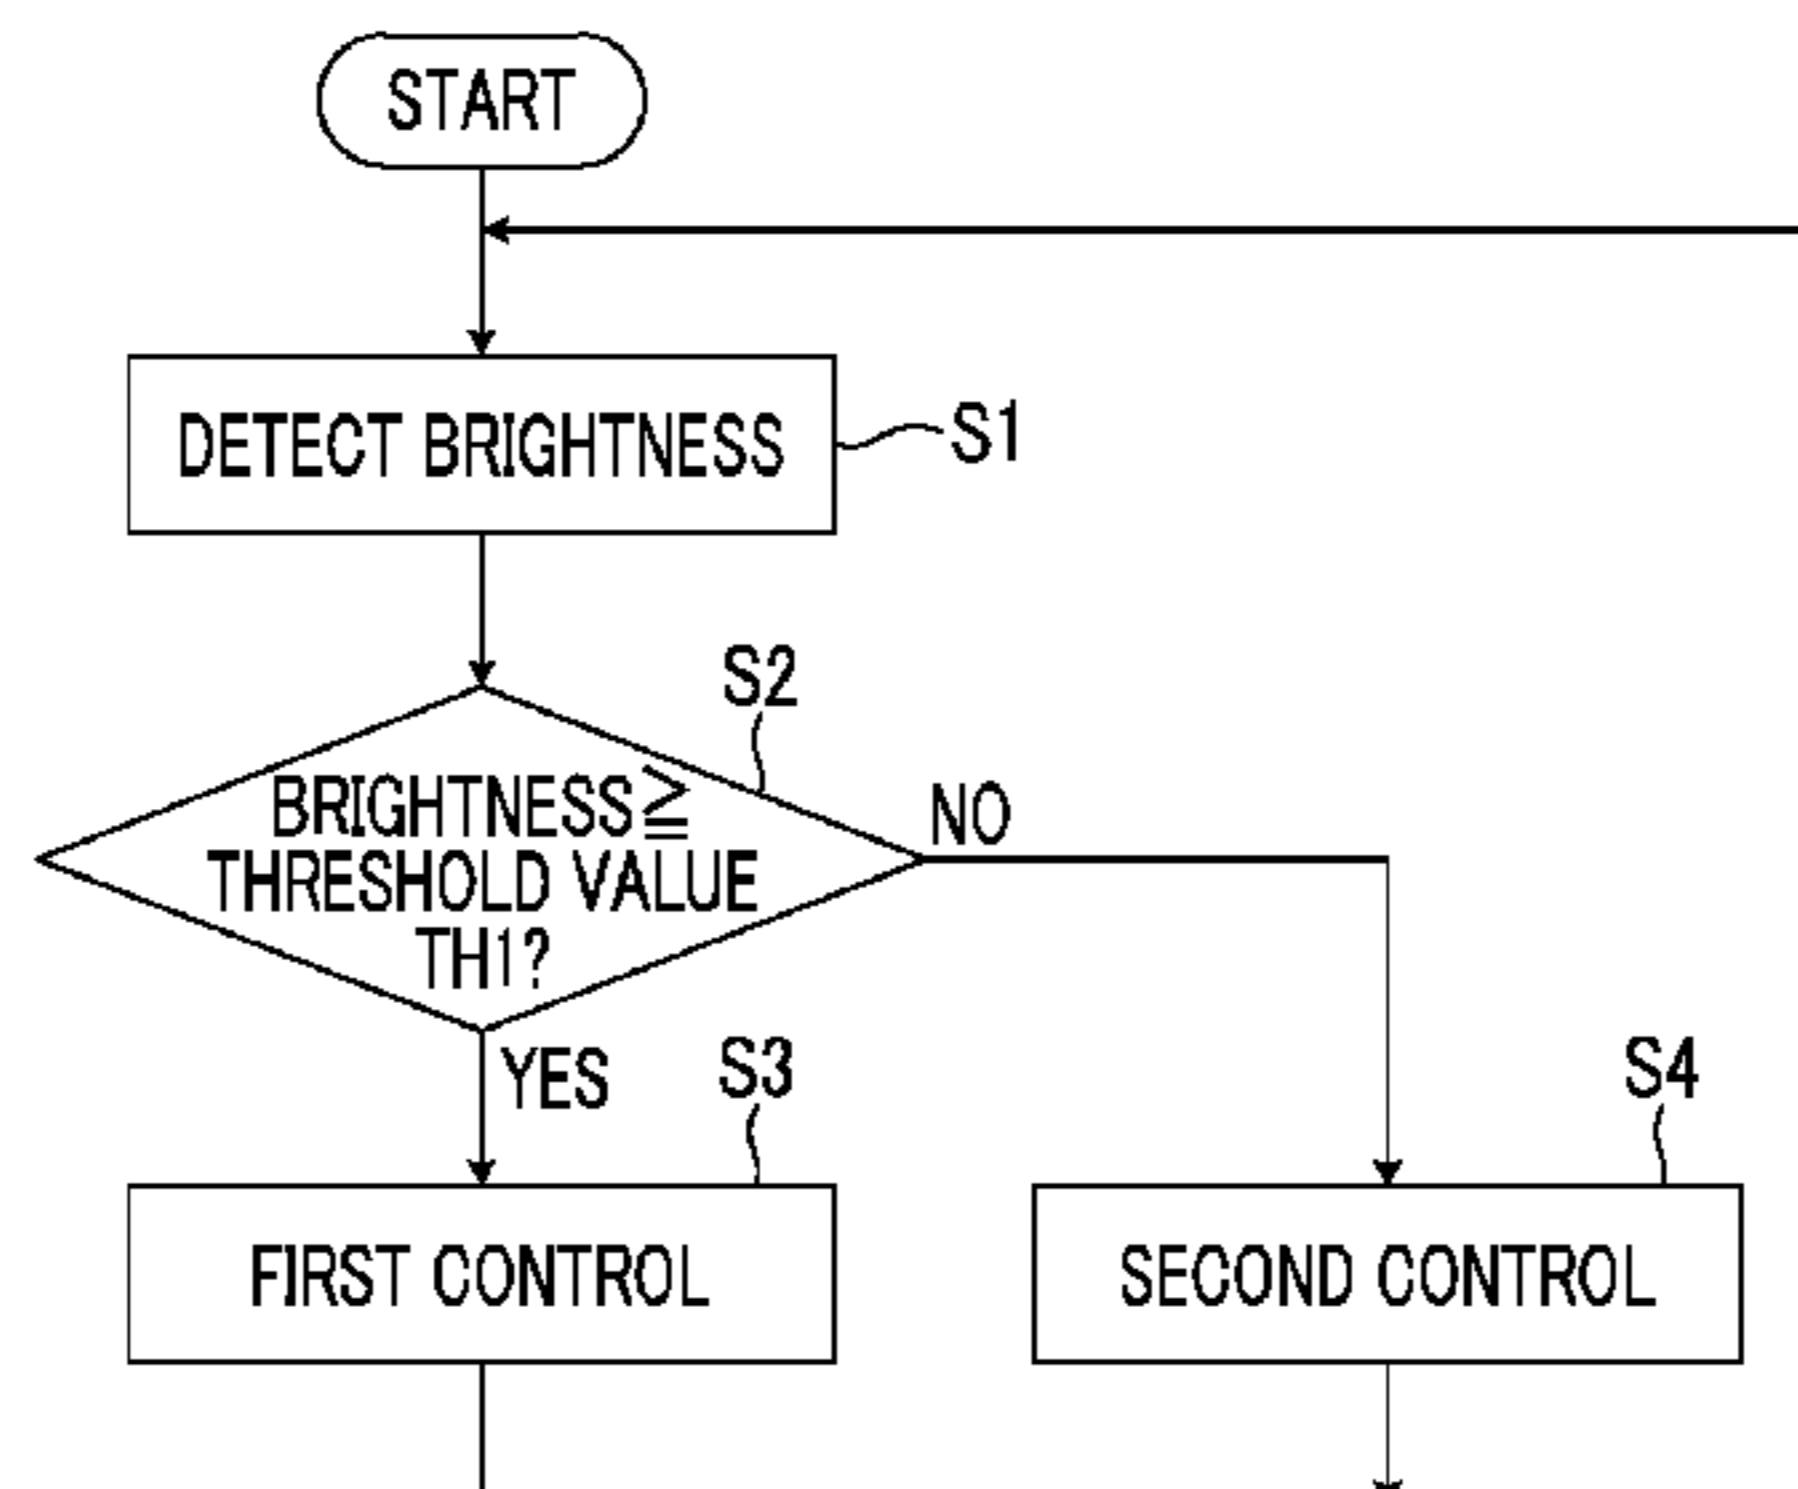 START
DETECT BRIGHTNESS
S1
S2
BRIGHTNESS≧
THRESHOLD VALUE
TH1?
NO
YES
S3
S4
FIRST CONTROL
SECOND CONTROL